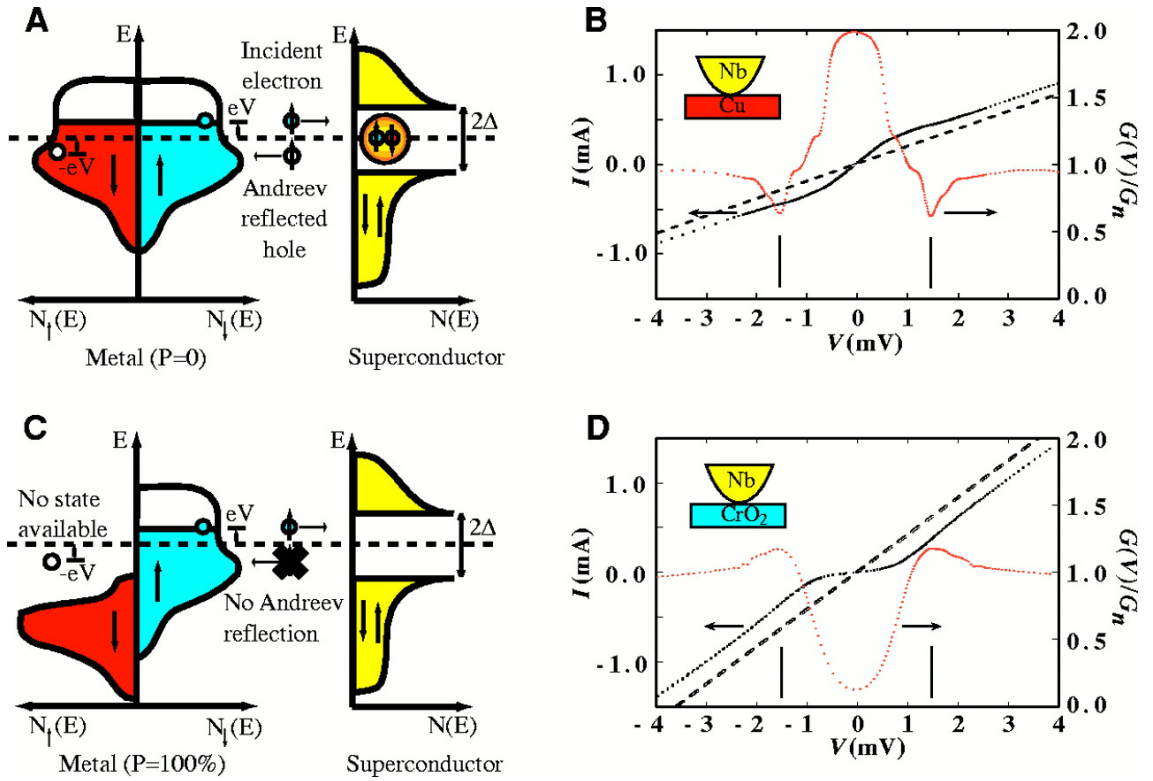 A
E
Incident
electron
eV
-eV
Andreev
reflected
hole
2Δ
N↑(E)
N↓(E)
Metal (P=0)
N(E)
Superconductor
B
Nb
Cu
I (mA)
1.0
0.0
-1.0
2.0
1.5
1.0
0.5
0.0
G(V)/Gn
-4 -3 -2 -1 0 1 2 3 4
V(mV)
C
E
No state
available
eV
-eV
No Andreev
reflection
2Δ
N↑(E)
N↓(E)
Metal (P=100%)
N(E)
Superconductor
D
Nb
CrO₂
I (mA)
1.0
0.0
-1.0
2.0
1.5
1.0
0.5
0.0
G(V)/Gn
-4 -3 -2 -1 0 1 2 3 4
V(mV)